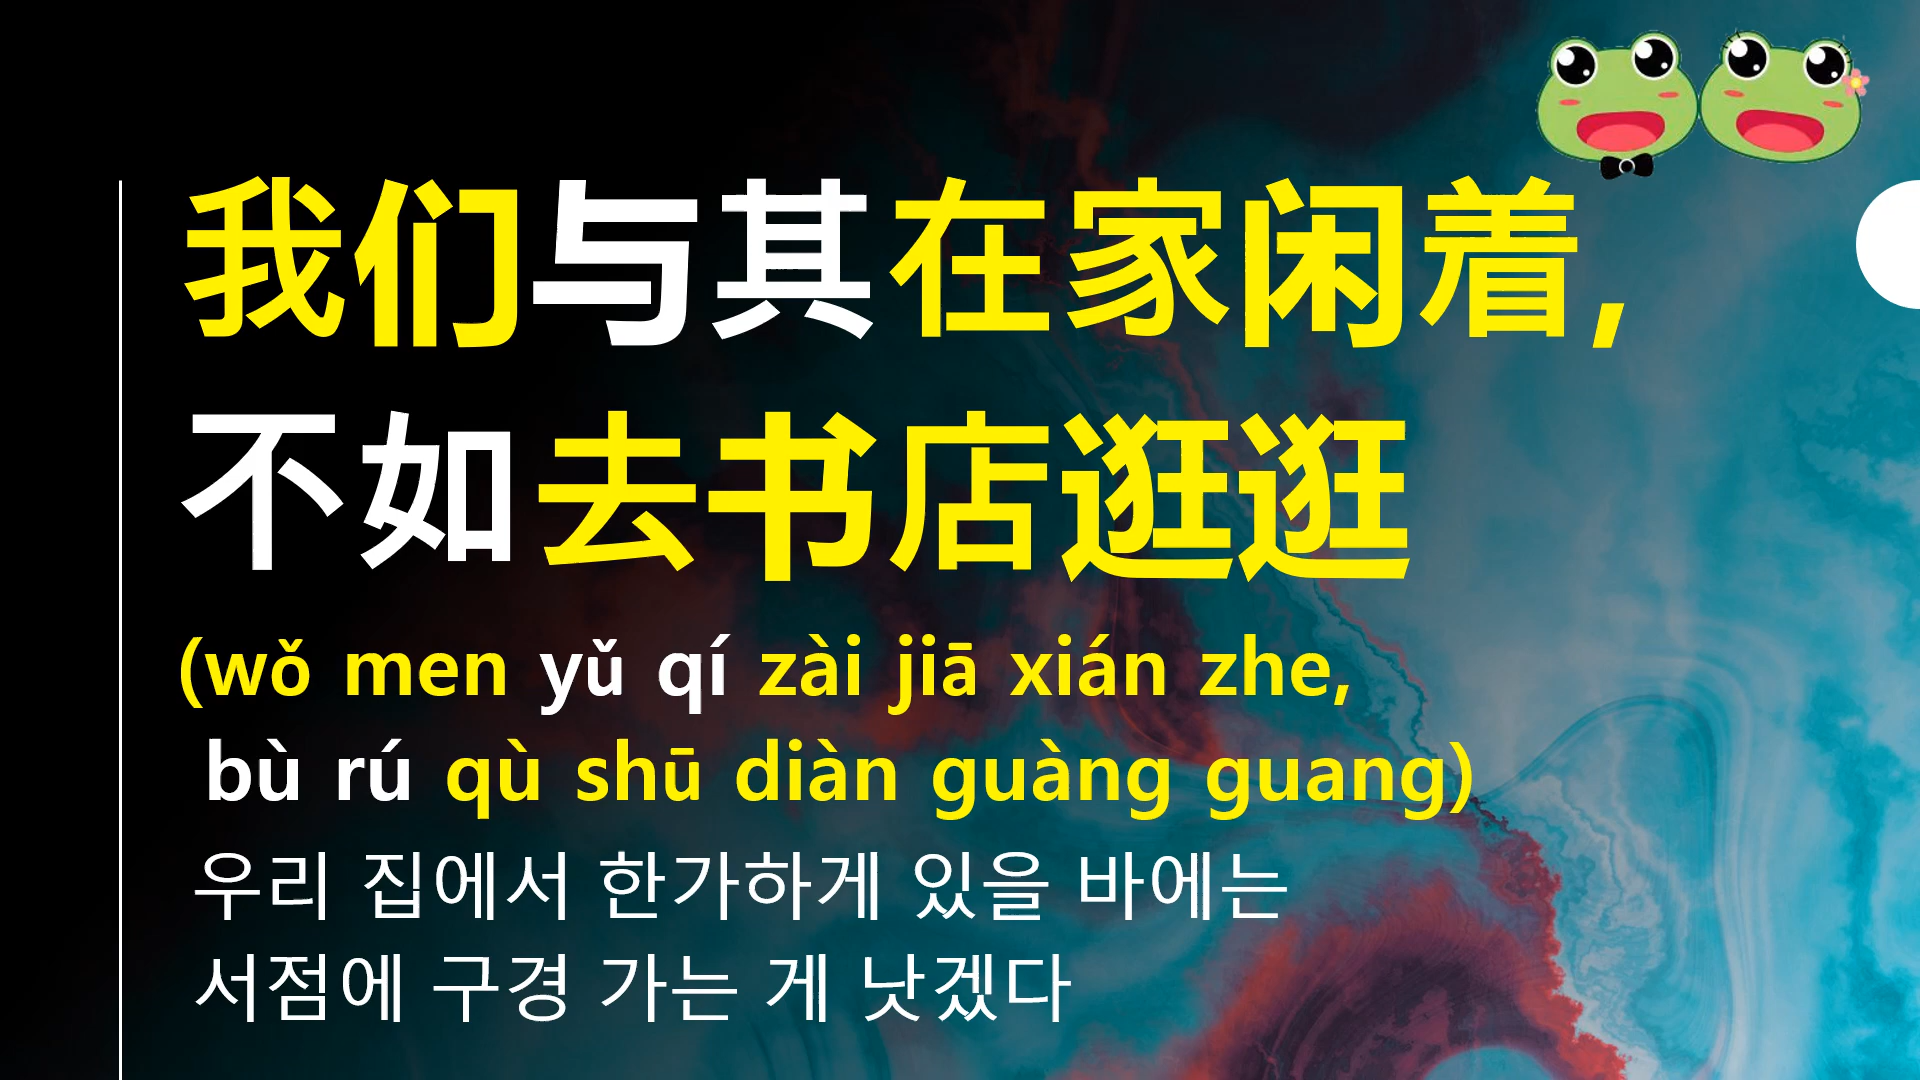 我们与其在家闲着,
不如去书店逛逛
(wǒ men yǔ qí zài jiā xián zhe,
bù rú qù shū diàn guàng guang)
우리 집에서 한가하게 있을 바에는
서점에 구경 가는 게 낫겠다